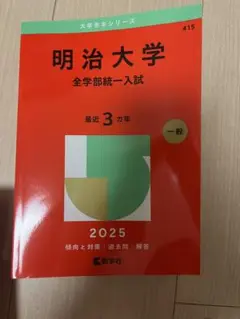 大学赤本シリーズ
415
明治大学
全学部統一入試
最近3カ年
一般
2025
傾向と対策｜過去問｜解答
教学社